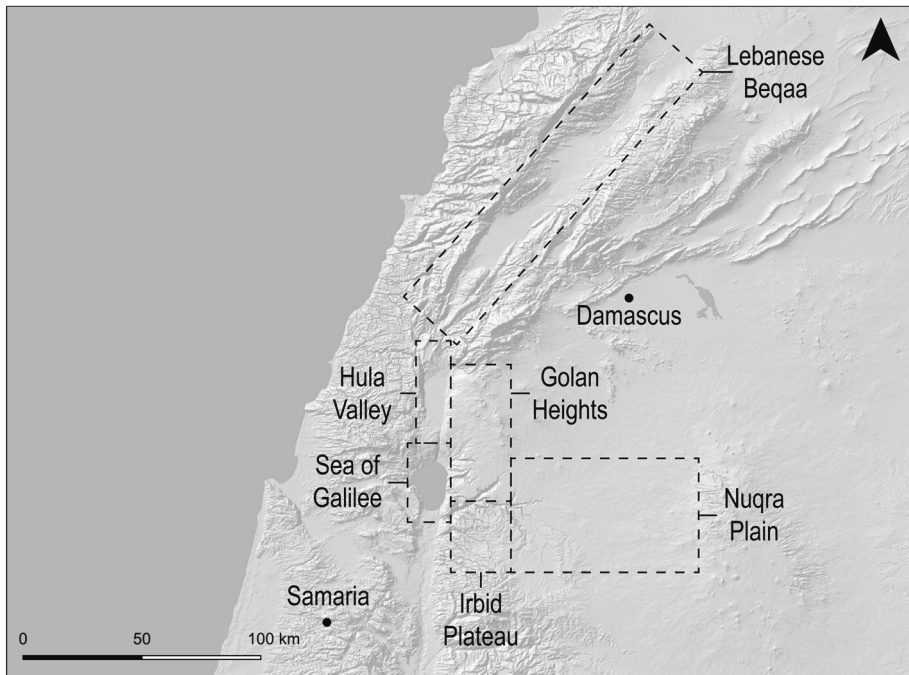 Lebanese
Beqaa
Damascus
Hula
Valley
Golan
Heights
Sea of
Galilee
Nuqra
Plain
Samaria
Irbid
Plateau
0 50 100 km